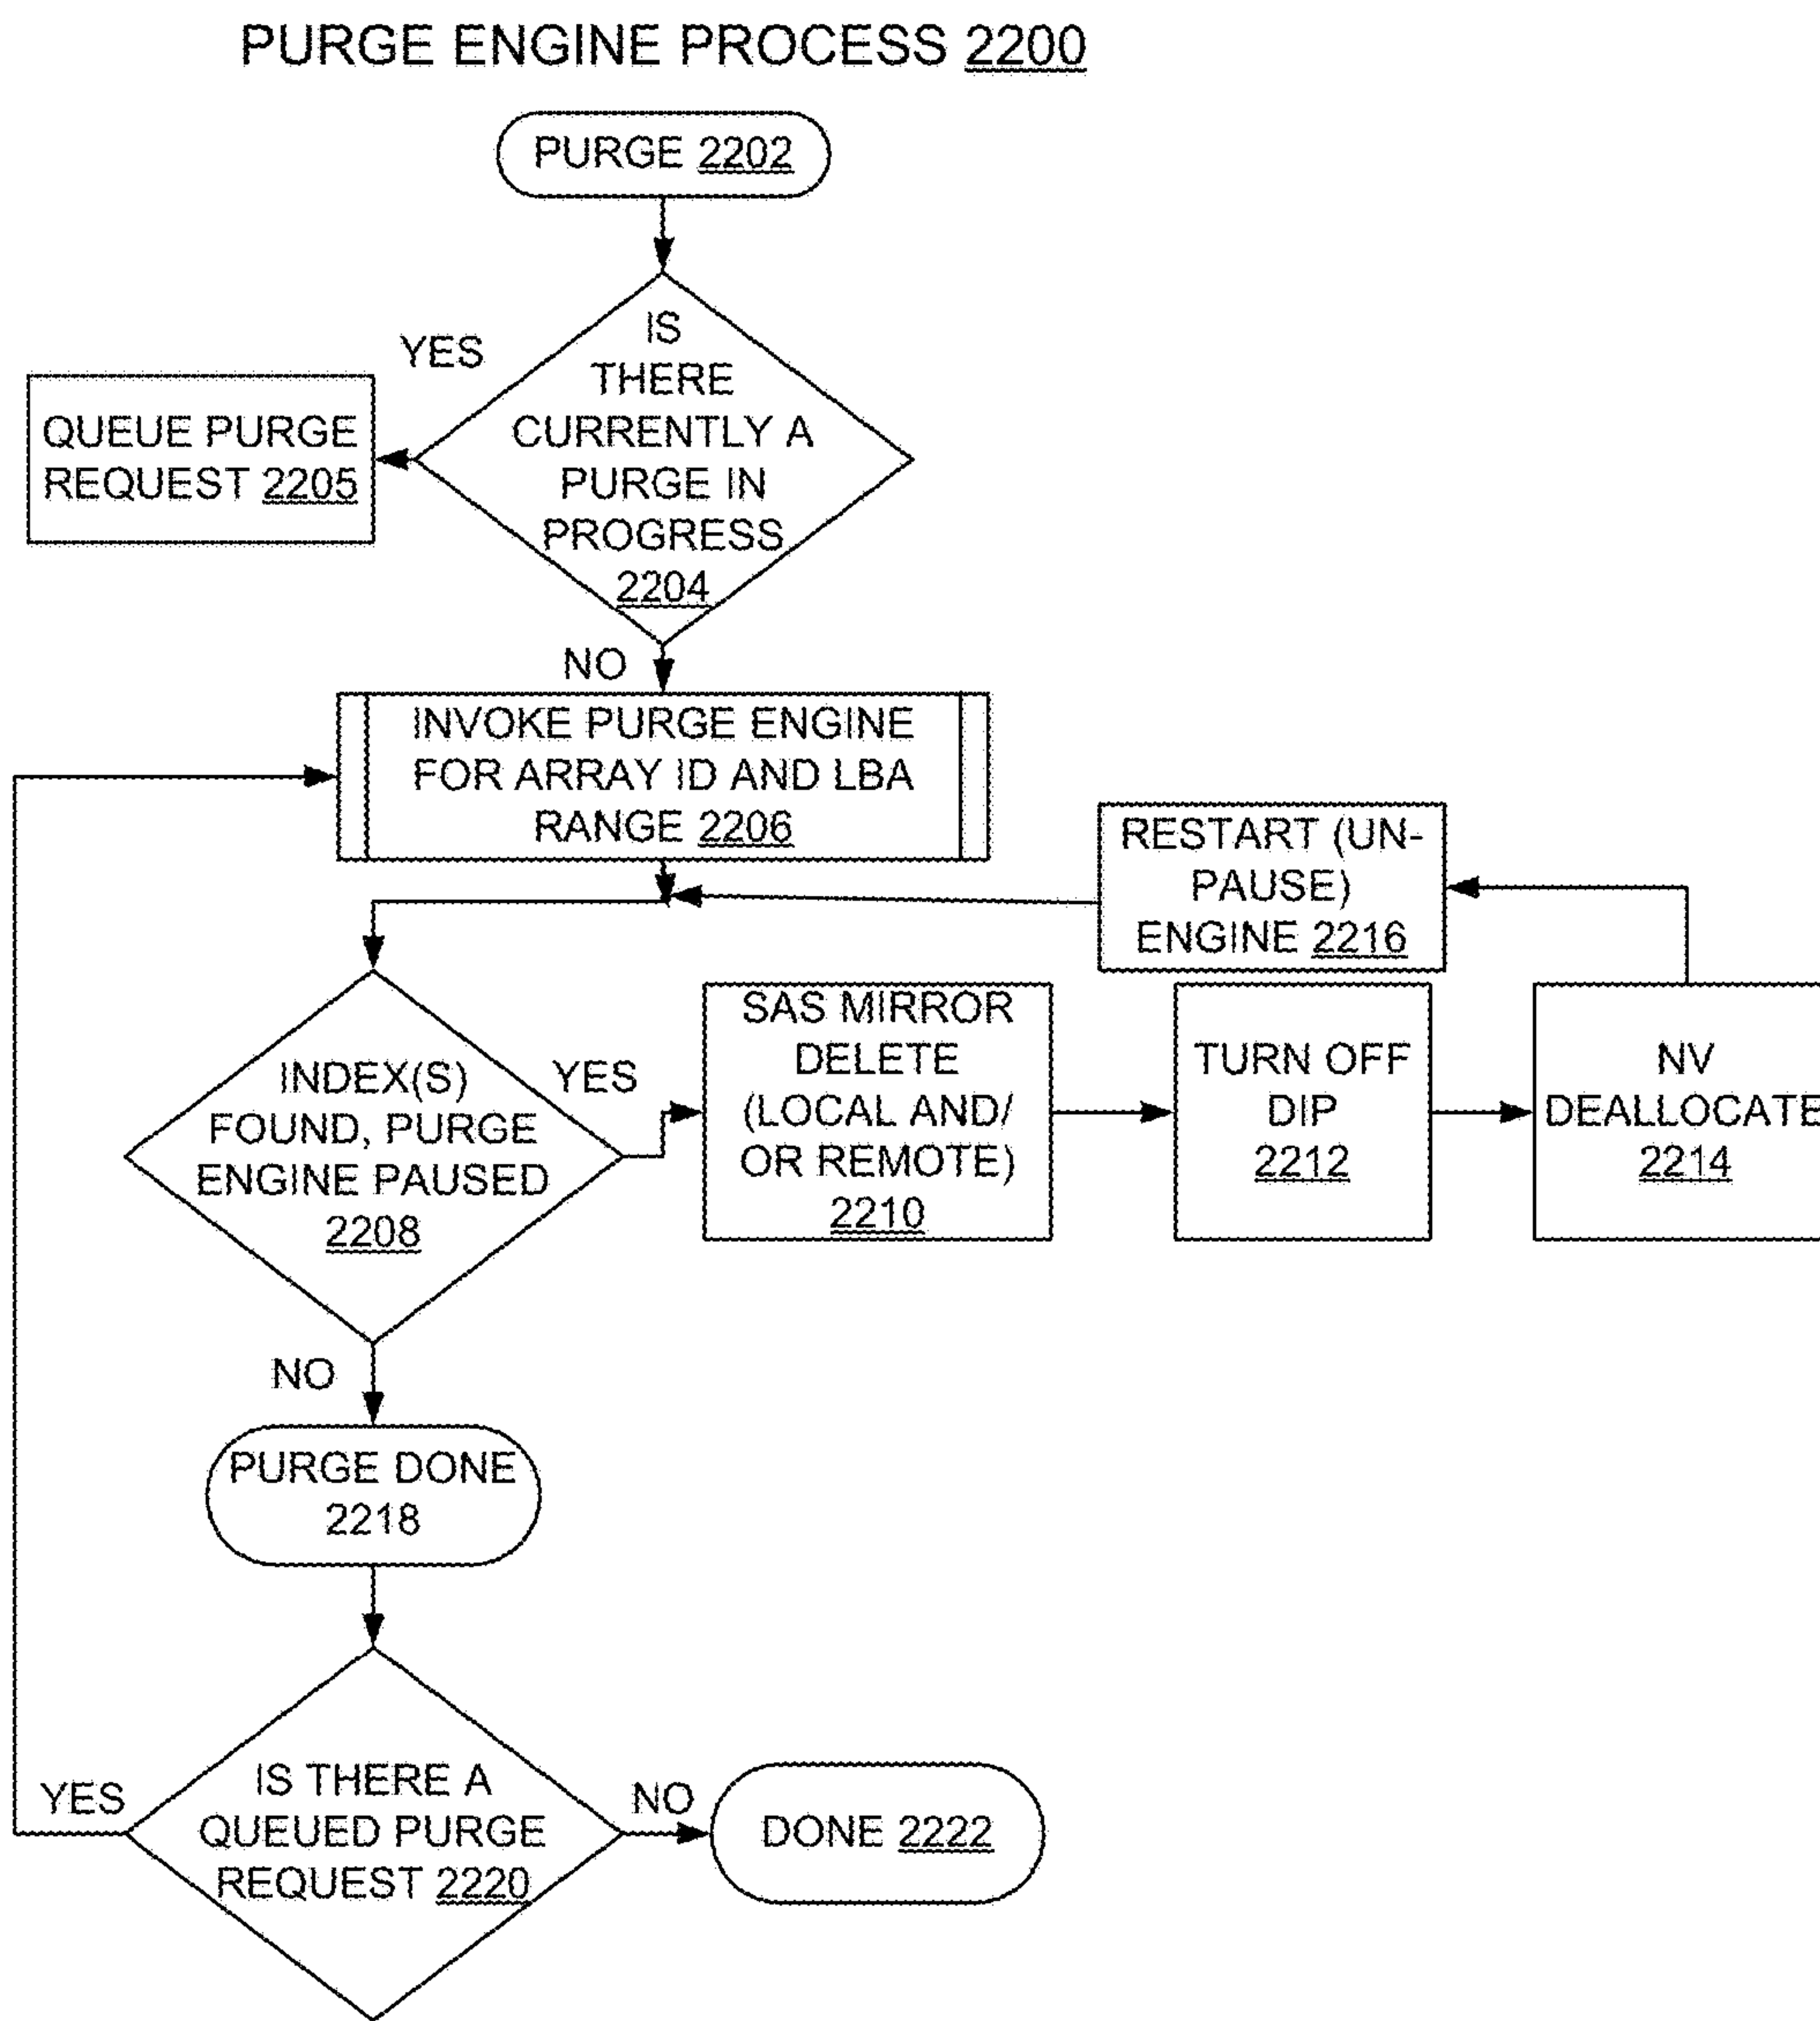 PURGE ENGINE PROCESS 2200
PURGE 2202
IS
THERE
CURRENTLY A
PURGE IN
PROGRESS
2204
YES
QUEUE PURGE
REQUEST 2205
NO
INVOKE PURGE ENGINE
FOR ARRAY ID AND LBA
RANGE 2206
RESTART (UN-
PAUSE)
ENGINE 2216
INDEX(S)
FOUND, PURGE
ENGINE PAUSED
2208
YES
SAS MIRROR
DELETE
(LOCAL AND/
OR REMOTE)
2210
TURN OFF
DIP
2212
NV
DEALLOCATE
2214
NO
PURGE DONE
2218
IS THERE A
QUEUED PURGE
REQUEST 2220
YES
NO
DONE 2222